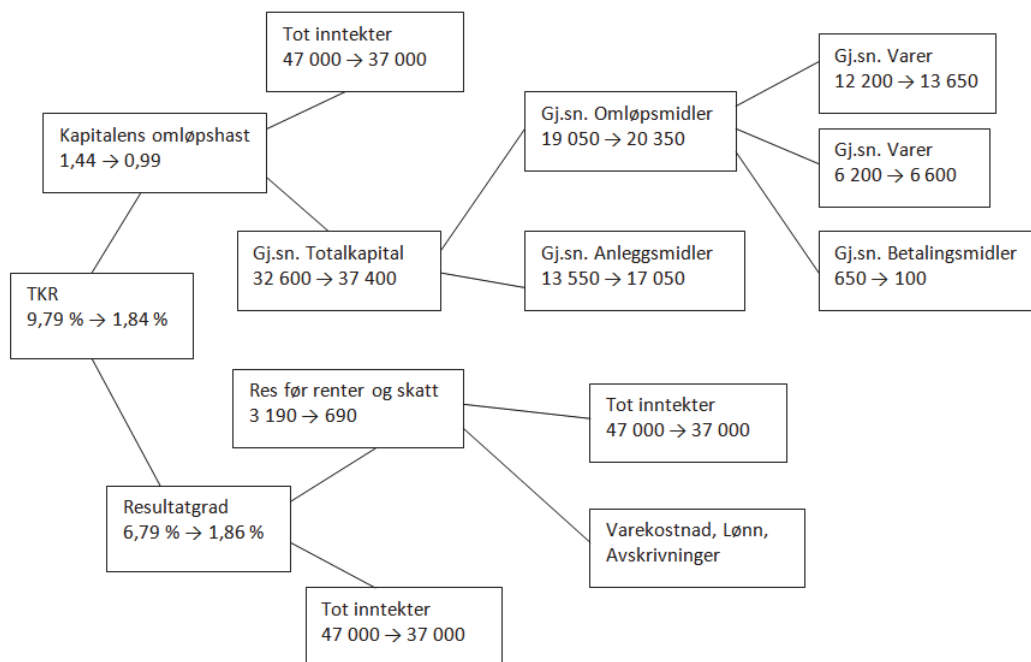 Tot inntekter
47 000 → 37 000
Gj.sn. Varer
12 200 → 13 650
Gj.sn. Omløpsmidler
19 050 → 20 350
Kapitalens omløpshast
1,44 → 0,99
Gj.sn. Varer
6 200 → 6 600
Gj.sn. Totalkapital
32 600 → 37 400
Gj.sn. Anleggsmidler
13 550 → 17 050
Gj.sn. Betalingsmidler
650 → 100
TKR
9,79 % → 1,84 %
Res før renter og skatt
3 190 → 690
Tot inntekter
47 000 → 37 000
Resultatgrad
6,79 % → 1,86 %
Varekostnad, Lønn,
Avskrivninger
Tot inntekter
47 000 → 37 000